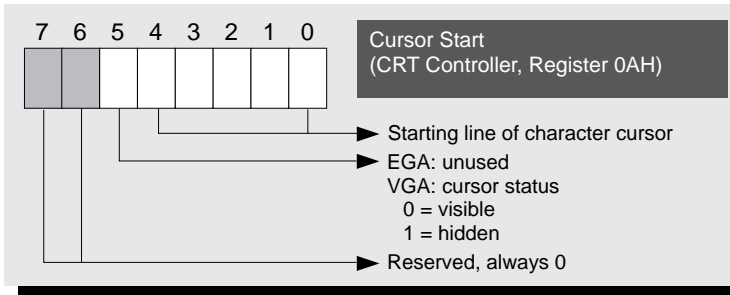 7 6 5 4 3 2 1 0
Cursor Start
(CRT Controller, Register 0AH)
Starting line of character cursor
EGA: unused
VGA: cursor status
0 = visible
1 = hidden
Reserved, always 0